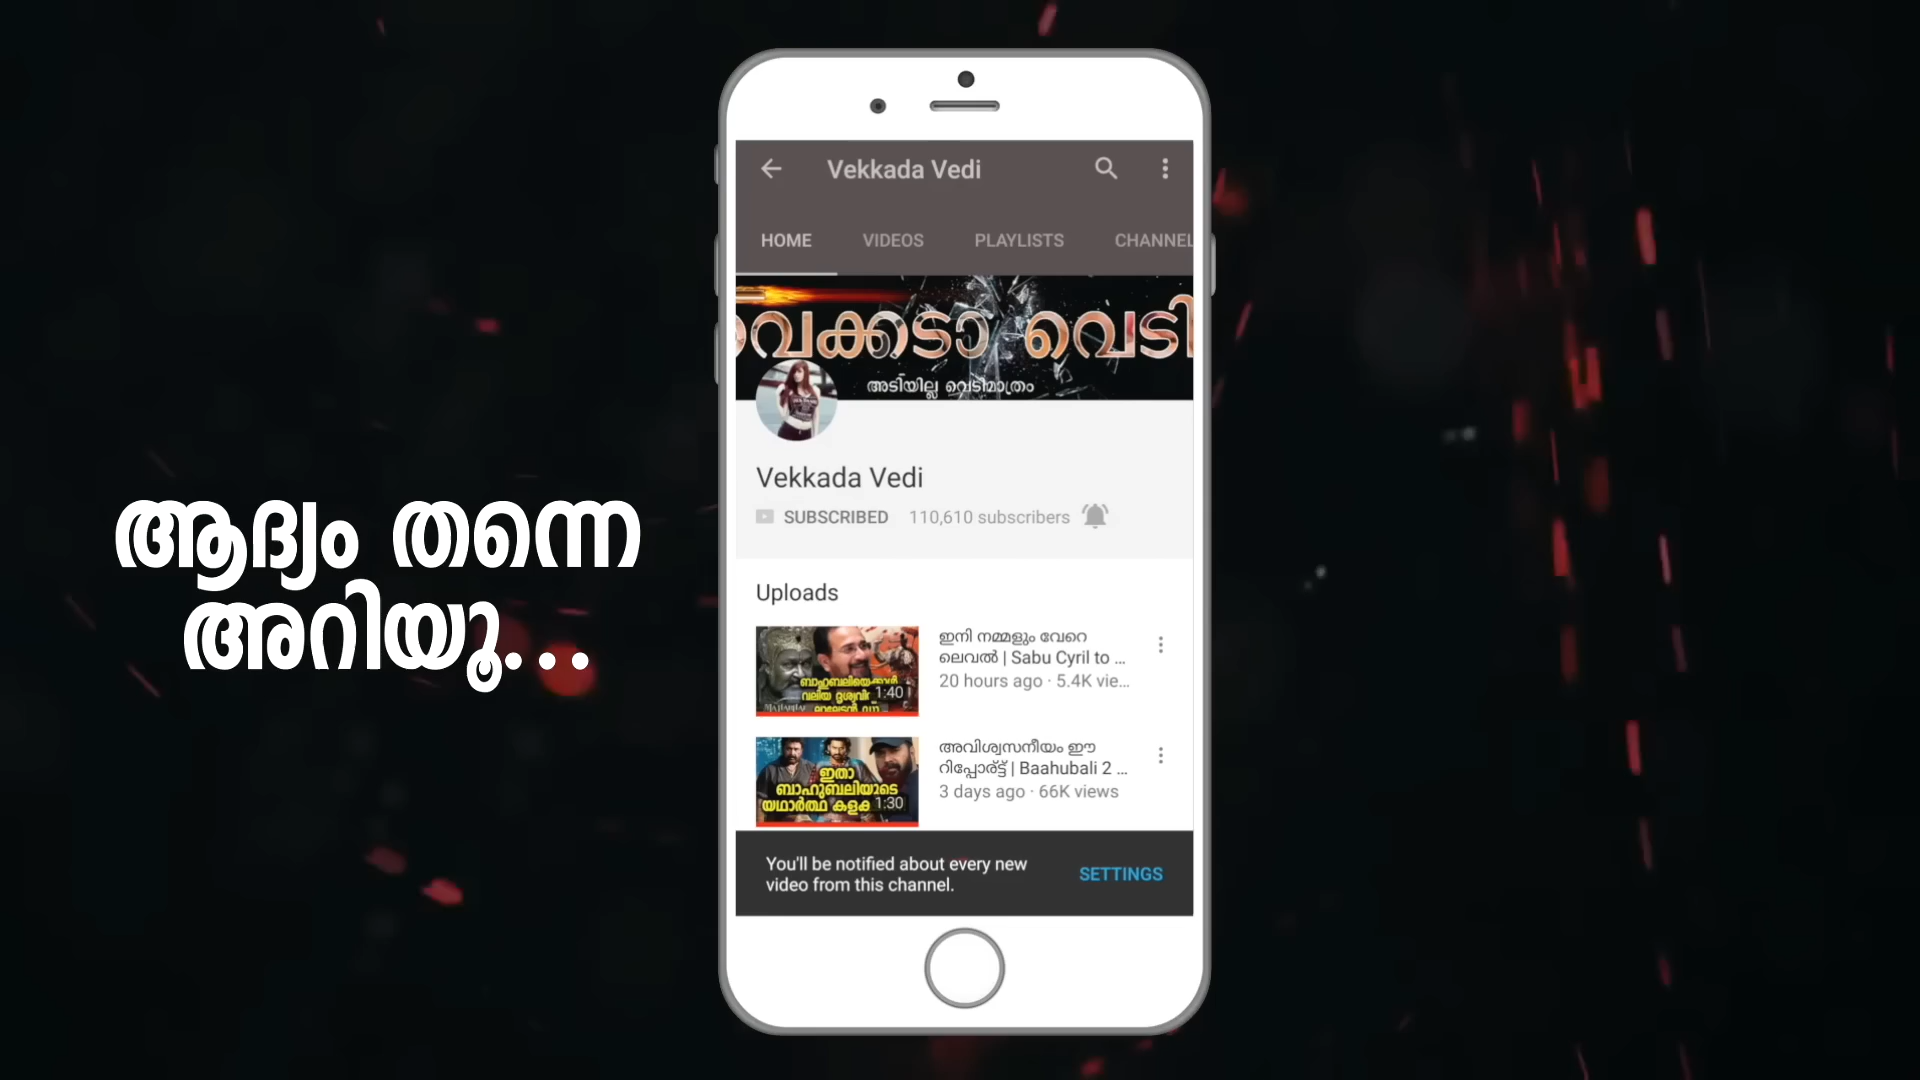 ആദ്യം തന്നെ
അറിയൂ...
Vekkada Vedi
HOME VIDEOS PLAYLISTS CHANNEL
വെക്കടാ വെടി
അടിയില്ല വെടിമാത്രം
Vekkada Vedi
SUBSCRIBED 110,610 subscribers
Uploads
ബാഹുബലിയെക്കാൾ
വലിയ
1:40
ഇനി നമ്മളും വേറെ
ലെവൽ | Sabu Cyril to ...
20 hours ago · 5.4K vie...
ഇതാ
ബാഹുബലിയുടെ
യഥാർത്ഥ കളക
1:30
അവിശ്വസനീയം ഈ
റിപ്പോര്‍ട്ട് | Baahubali 2 ...
3 days ago · 66K views
You'll be notified about every new
video from this channel.
SETTINGS